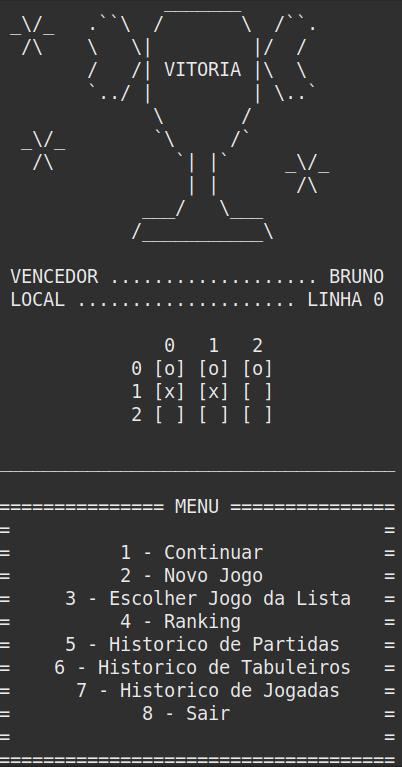 VITORIA
VENCEDOR ................... BRUNO
LOCAL .................... LINHA 0
0 1 2
0 [o] [o] [o]
1 [x] [x] [ ]
2 [ ] [ ] [ ]
=============== MENU ===============
1 - Continuar
2 - Novo Jogo
3 - Escolher Jogo da Lista
4 - Ranking
5 - Historico de Partidas
6 - Historico de Tabuleiros
7 - Historico de Jogadas
8 - Sair